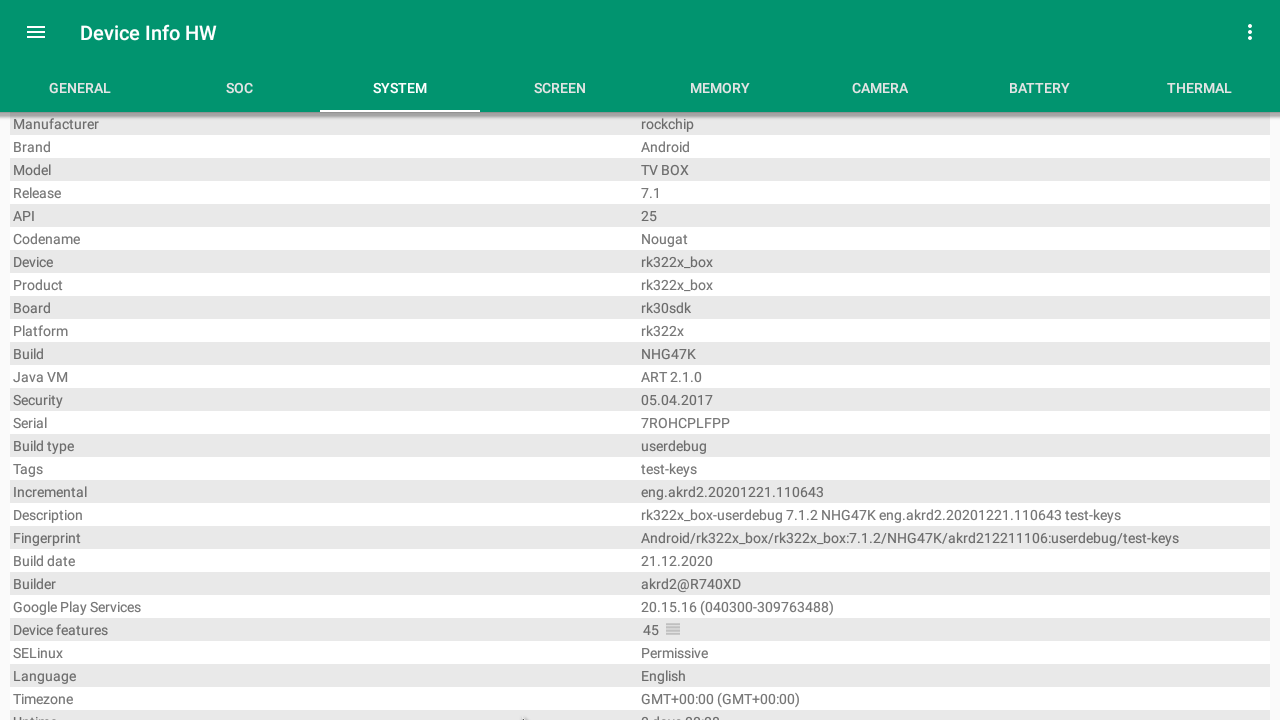 Device Info HW
GENERAL SOC SYSTEM SCREEN MEMORY CAMERA BATTERY THERMAL
Manufacturer rockchip
Brand Android
Model TV BOX
Release 7.1
API 25
Codename Nougat
Device rk322x_box
Product rk322x_box
Board rk30sdk
Platform rk322x
Build NHG47K
Java VM ART 2.1.0
Security 05.04.2017
Serial 7ROHCPLFPP
Build type userdebug
Tags test-keys
Incremental eng.akrd2.20201221.110643
Description rk322x_box-userdebug 7.1.2 NHG47K eng.akrd2.20201221.110643 test-keys
Fingerprint Android/rk322x_box/rk322x_box:7.1.2/NHG47K/akrd212211106:userdebug/test-keys
Build date 21.12.2020
Builder akrd2@R740XD
Google Play Services 20.15.16 (040300-309763488)
Device features 45
SELinux Permissive
Language English
Timezone GMT+00:00 (GMT+00:00)